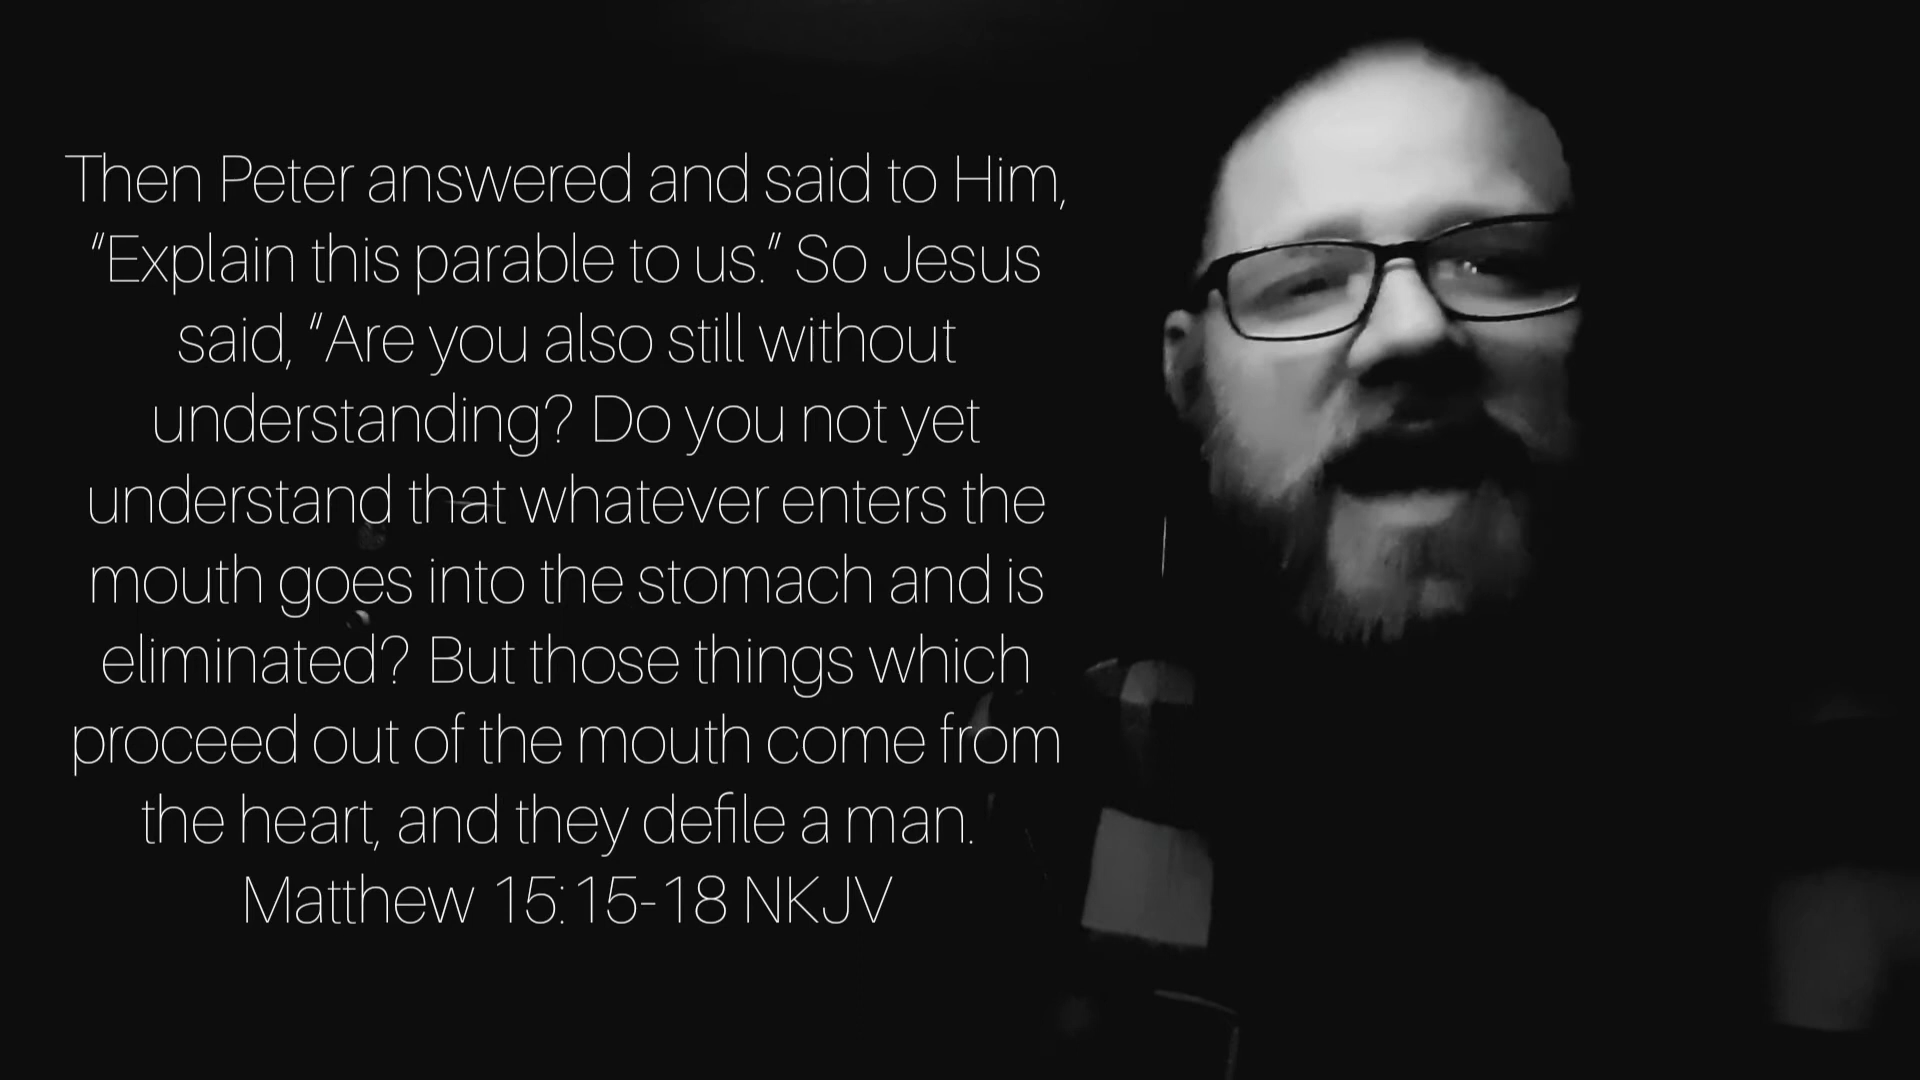 Then Peter answered and said to Him,
“Explain this parable to us.” So Jesus
said, “Are you also still without
understanding? Do you not yet
understand that whatever enters the
mouth goes into the stomach and is
eliminated? But those things which
proceed out of the mouth come from
the heart, and they defile a man.
Matthew 15:15-18 NKJV